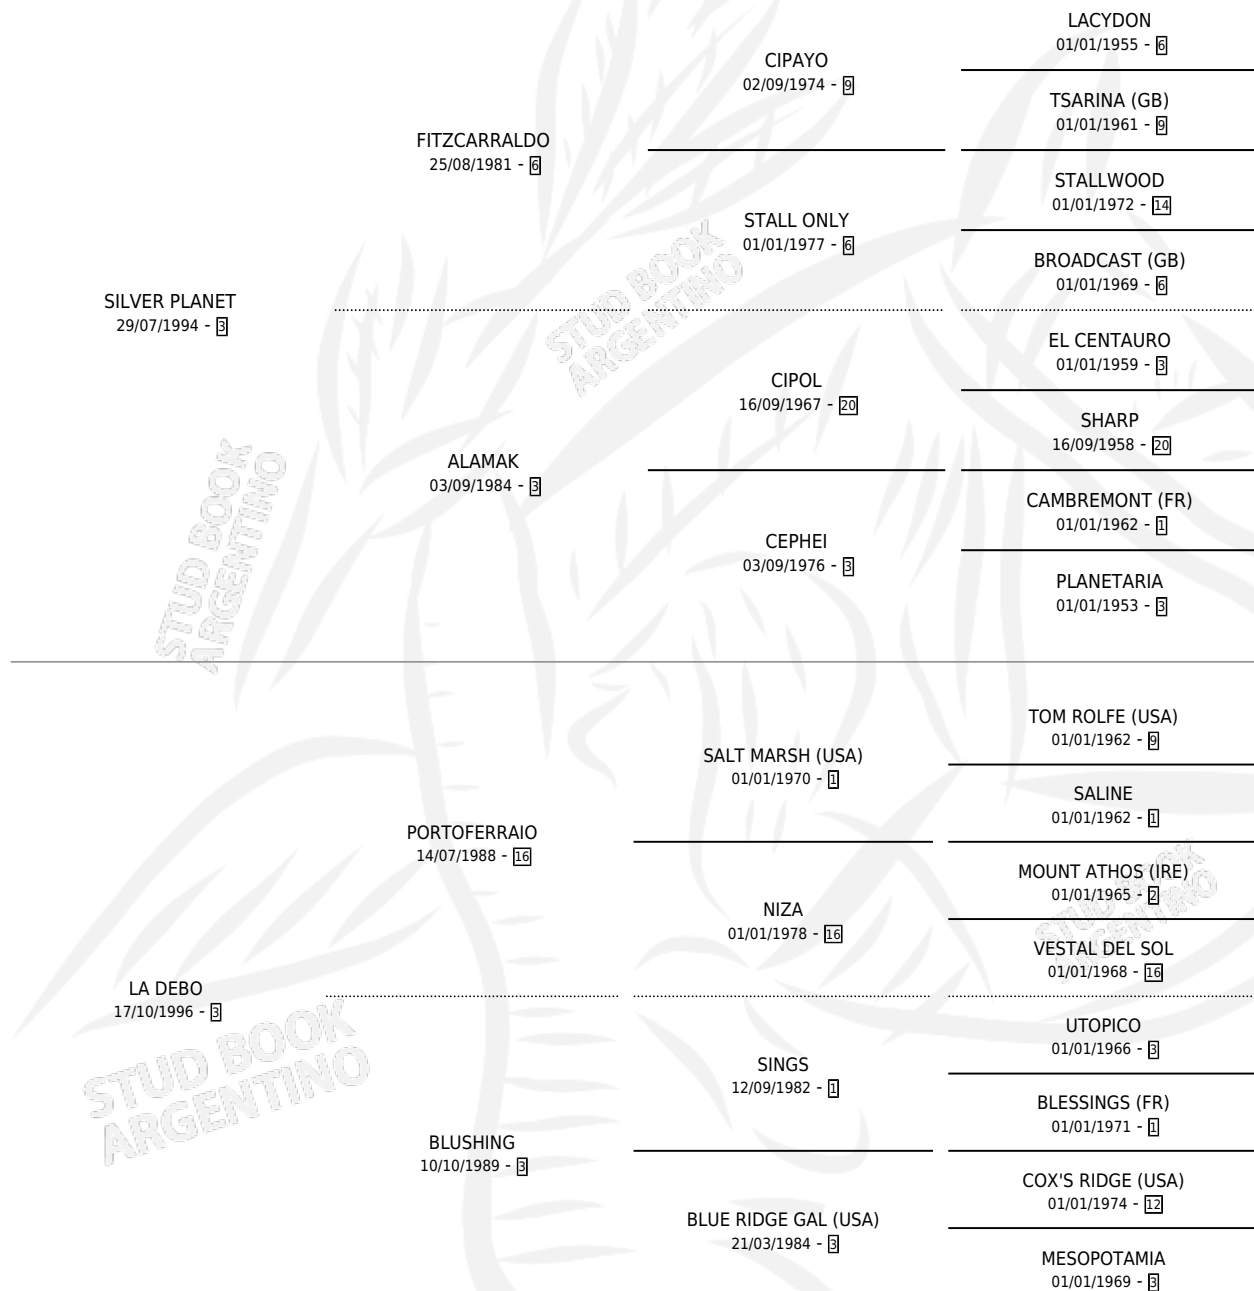 LACYDON
01/01/1955 - 6
CIPAYO
02/09/1974 - 9
TSARINA (GB)
01/01/1961 - 9
FITZCARRALDO
25/08/1981 - 6
STALLWOOD
01/01/1972 - 14
STALL ONLY
01/01/1977 - 6
BROADCAST (GB)
01/01/1969 - 6
SILVER PLANET
29/07/1994 - 3
EL CENTAURO
01/01/1959 - 3
CIPOL
16/09/1967 - 20
SHARP
16/09/1958 - 20
ALAMAK
03/09/1984 - 3
CAMBREMONT (FR)
01/01/1962 - 1
CEPHEI
03/09/1976 - 3
PLANETARIA
01/01/1953 - 3
TOM ROLFE (USA)
01/01/1962 - 9
SALT MARSH (USA)
01/01/1970 - 1
SALINE
01/01/1962 - 1
PORTOFERRAIO
14/07/1988 - 16
MOUNT ATHOS (IRE)
01/01/1965 - 2
NIZA
01/01/1978 - 16
VESTAL DEL SOL
01/01/1968 - 16
LA DEBO
17/10/1996 - 3
UTOPICO
01/01/1966 - 3
SINGS
12/09/1982 - 1
BLESSINGS (FR)
01/01/1971 - 1
BLUSHING
10/10/1989 - 3
COX'S RIDGE (USA)
01/01/1974 - 12
BLUE RIDGE GAL (USA)
21/03/1984 - 3
MESOPOTAMIA
01/01/1969 - 3
STUD BOOK
ARGENTINO
STUD BOOK
ARGENTINO
STUD BOOK
ARGENTINO
STUD BOOK
ARGENTINO